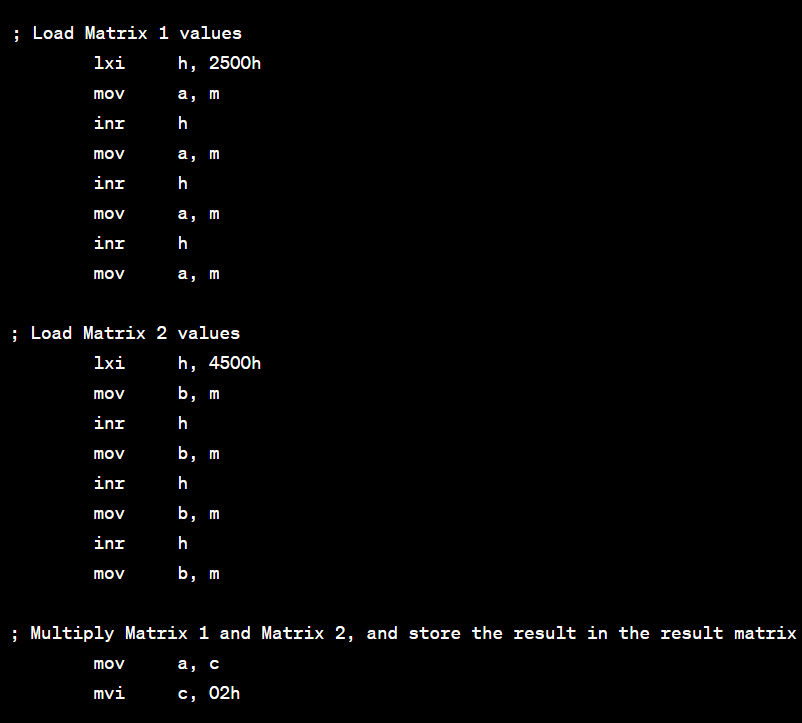 ; Load Matrix 1 values
lxi h, 2500h
mov a, m
inr h
mov a, m
inr h
mov a, m
inr h
mov a, m
; Load Matrix 2 values
lxi h, 4500h
mov b, m
inr h
mov b, m
inr h
mov b, m
inr h
mov b, m
; Multiply Matrix 1 and Matrix 2, and store the result in the result matrix
mov a, c
mvi c, 02h